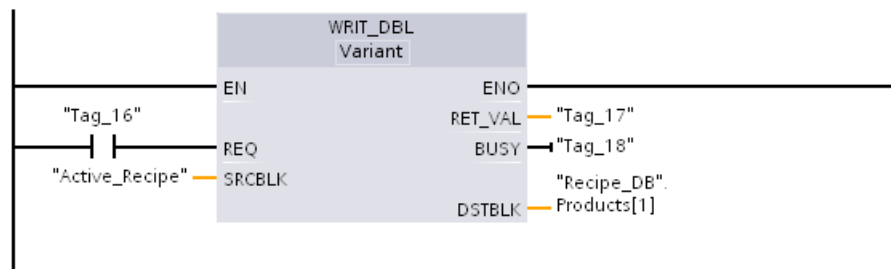 WRIT_DBL
Variant
EN
ENO
"Tag_16"
RET_VAL
"Tag_17"
REQ
BUSY
"Tag_18"
"Active_Recipe"
SRCBLK
"Recipe_DB".
DSTBLK
Products[1]